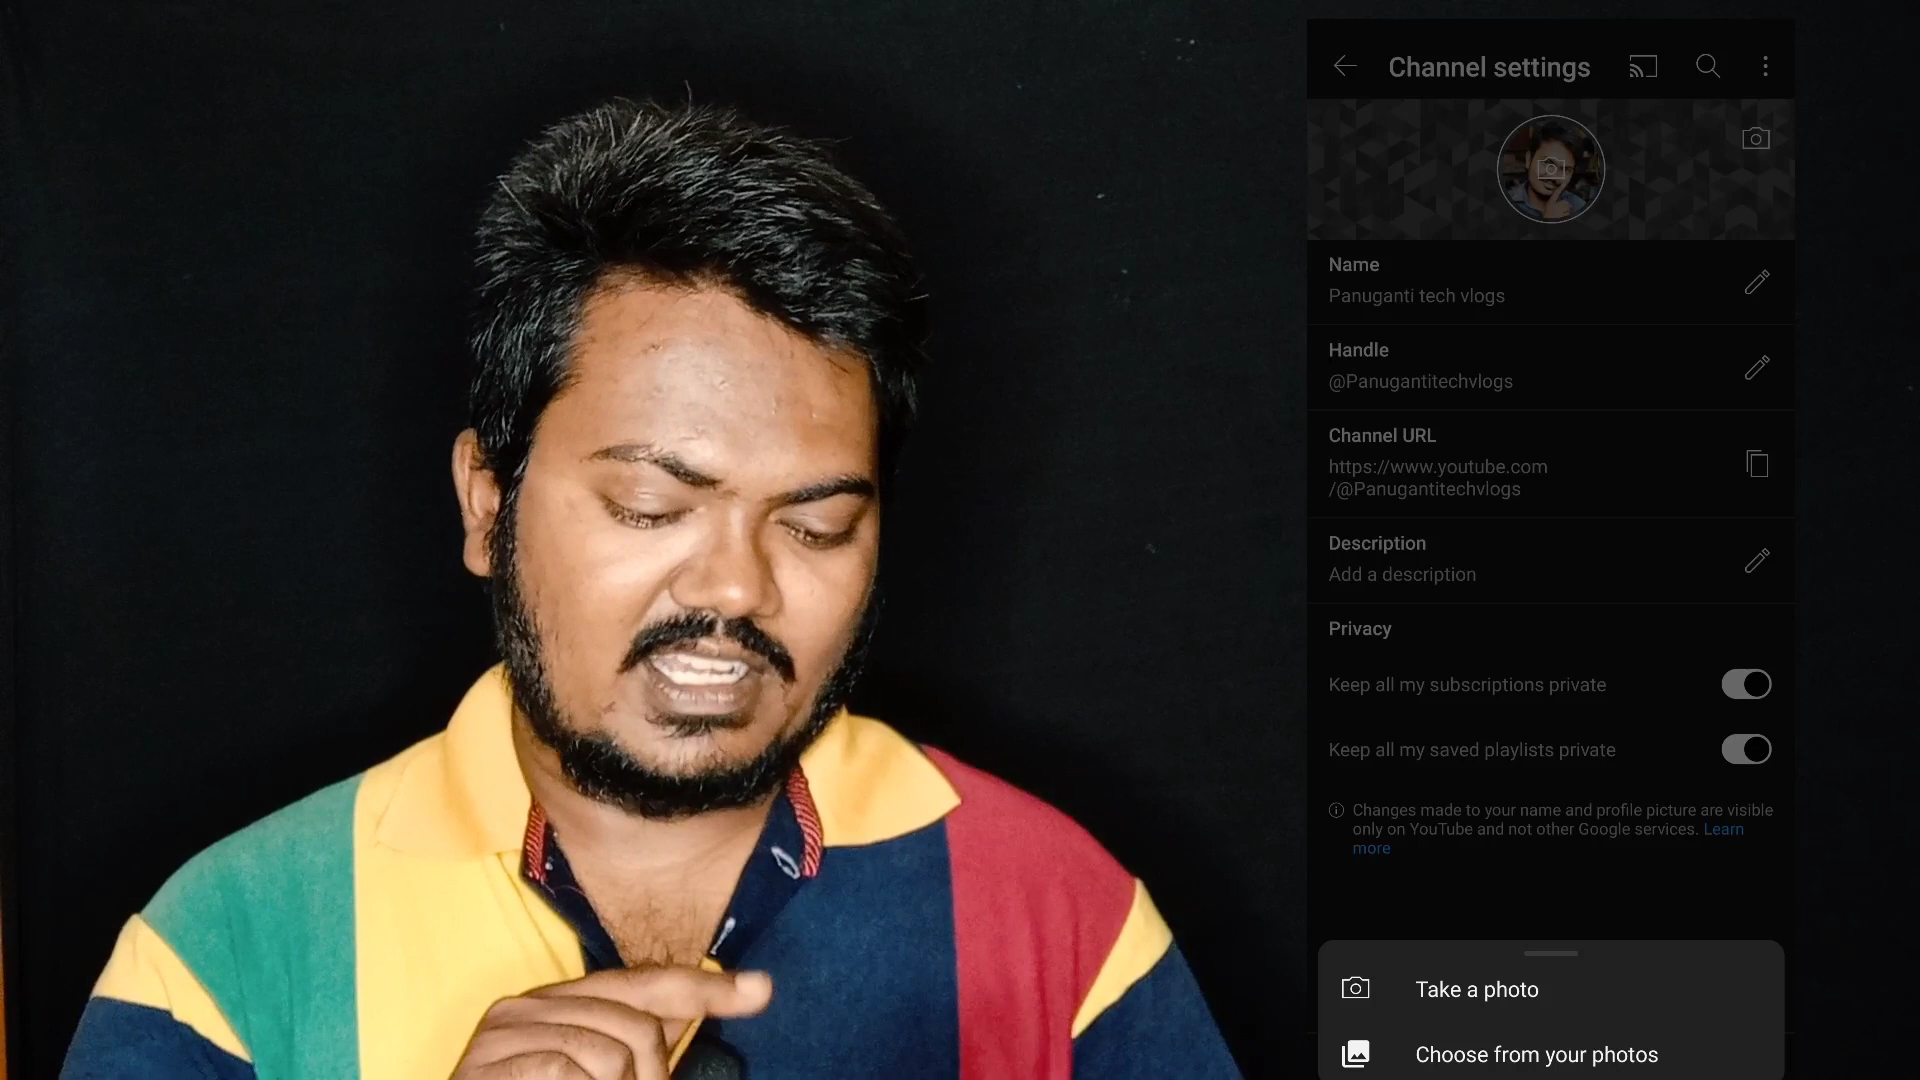 Channel settings
Name
Panuganti tech vlogs
Handle
@Panugantitechvlogs
Channel URL
https://www.youtube.com
/@Panugantitechvlogs
Description
Add a description
Privacy
Keep all my subscriptions private
Keep all my saved playlists private
Changes made to your name and profile picture are visible
only on YouTube and not other Google services. Learn
more
Take a photo
Choose from your photos